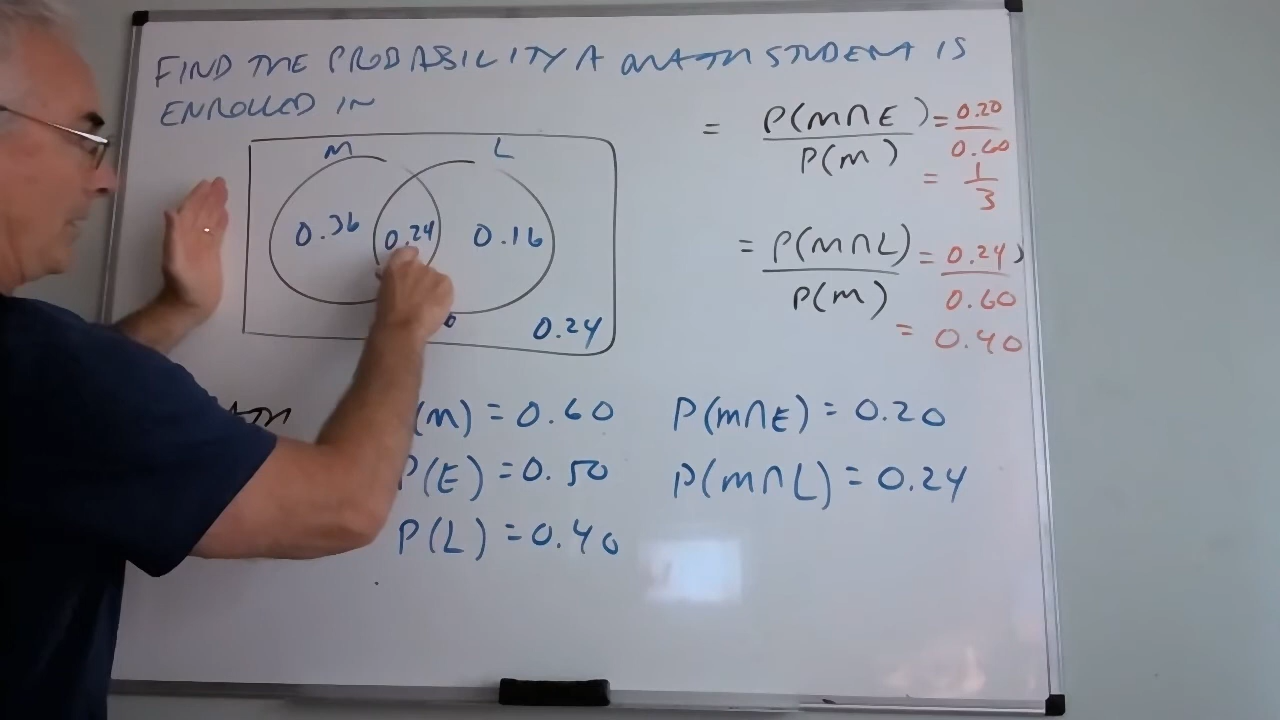 FIND THE PROBABILITY A MATH STUDENT IS
ENROLLED IN
M L
0.36 0.24 0.16
0.24
= P(M∩E) / P(M) = 0.20 / 0.60
= 1/3
= P(M∩L) / P(M) = 0.24 / 0.60
= 0.40
(M) = 0.60 P(M∩E) = 0.20
P(E) = 0.50 P(M∩L) = 0.24
P(L) = 0.40